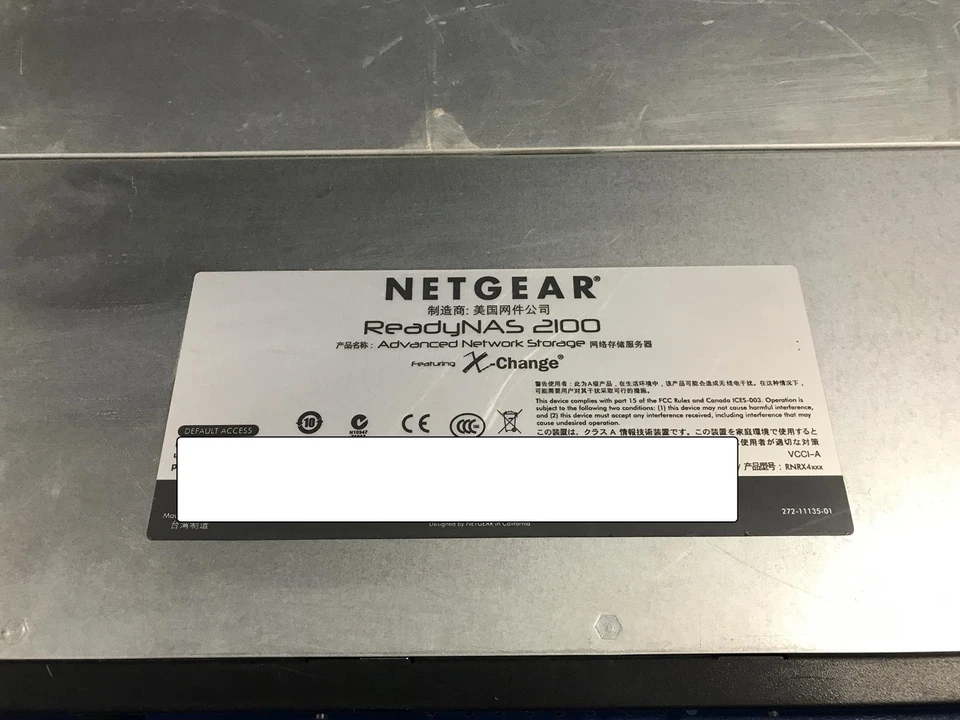 NETGEAR®
制造商: 美国网件公司
ReadyNAS 2100
产品名称: Advanced Network Storage 网络存储服务器
Featuring X-Change®
警告使用者: 此为A级产品, 在生活环境中, 该产品可能会造成无线电干扰。在这种情况下,
可能需要用户对其干扰采取可行的措施。
This device complies with part 15 of the FCC Rules and Canada ICES-003. Operation is
subject to the following two conditions: (1) this device may not cause harmful interference,
and (2) this device must accept any interference received, including interference that may
cause undesired operation.
この装置は、クラス A 情報技術装置です。この装置を家庭環境で使用すると
使用者が適切な対策
VCCI-A
DEFAULT ACCESS
10
N10947
CE
CCC
/ 产品型号: RNRX4xxx
272-11135-01
台湾制造
Designed by NETGEAR in California